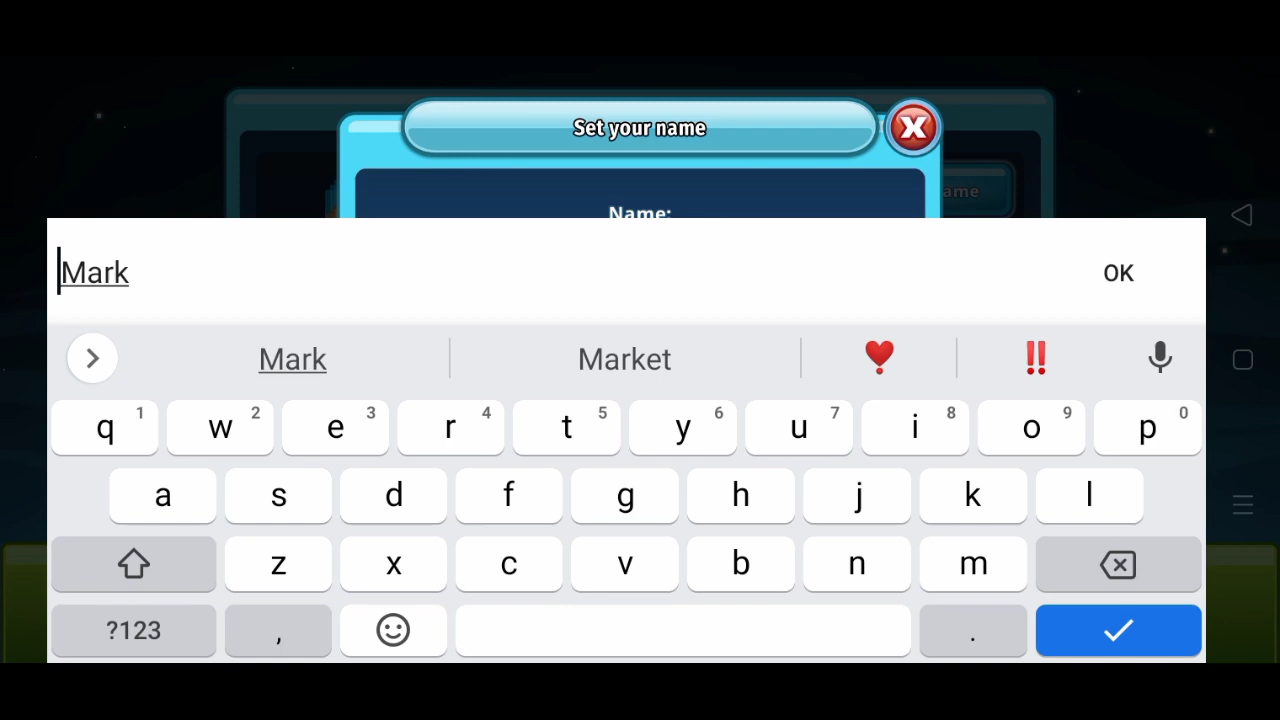 Set your name
ame
Name:
Mark
OK
Mark Market ❣️ ‼️
q 1 w 2 e 3 r 4 t 5 y 6 u 7 i 8 o 9 p 0
a s d f g h j k l
z x c v b n m
?123 , .